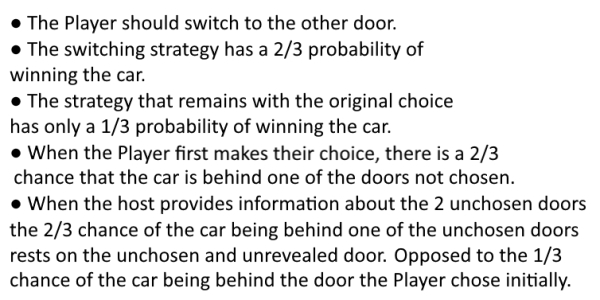 ● The Player should switch to the other door.
● The switching strategy has a 2/3 probability of
winning the car.
● The strategy that remains with the original choice
has only a 1/3 probability of winning the car.
● When the Player first makes their choice, there is a 2/3
chance that the car is behind one of the doors not chosen.
● When the host provides information about the 2 unchosen doors
the 2/3 chance of the car being behind one of the unchosen doors
rests on the unchosen and unrevealed door. Opposed to the 1/3
chance of the car being behind the door the Player chose initially.